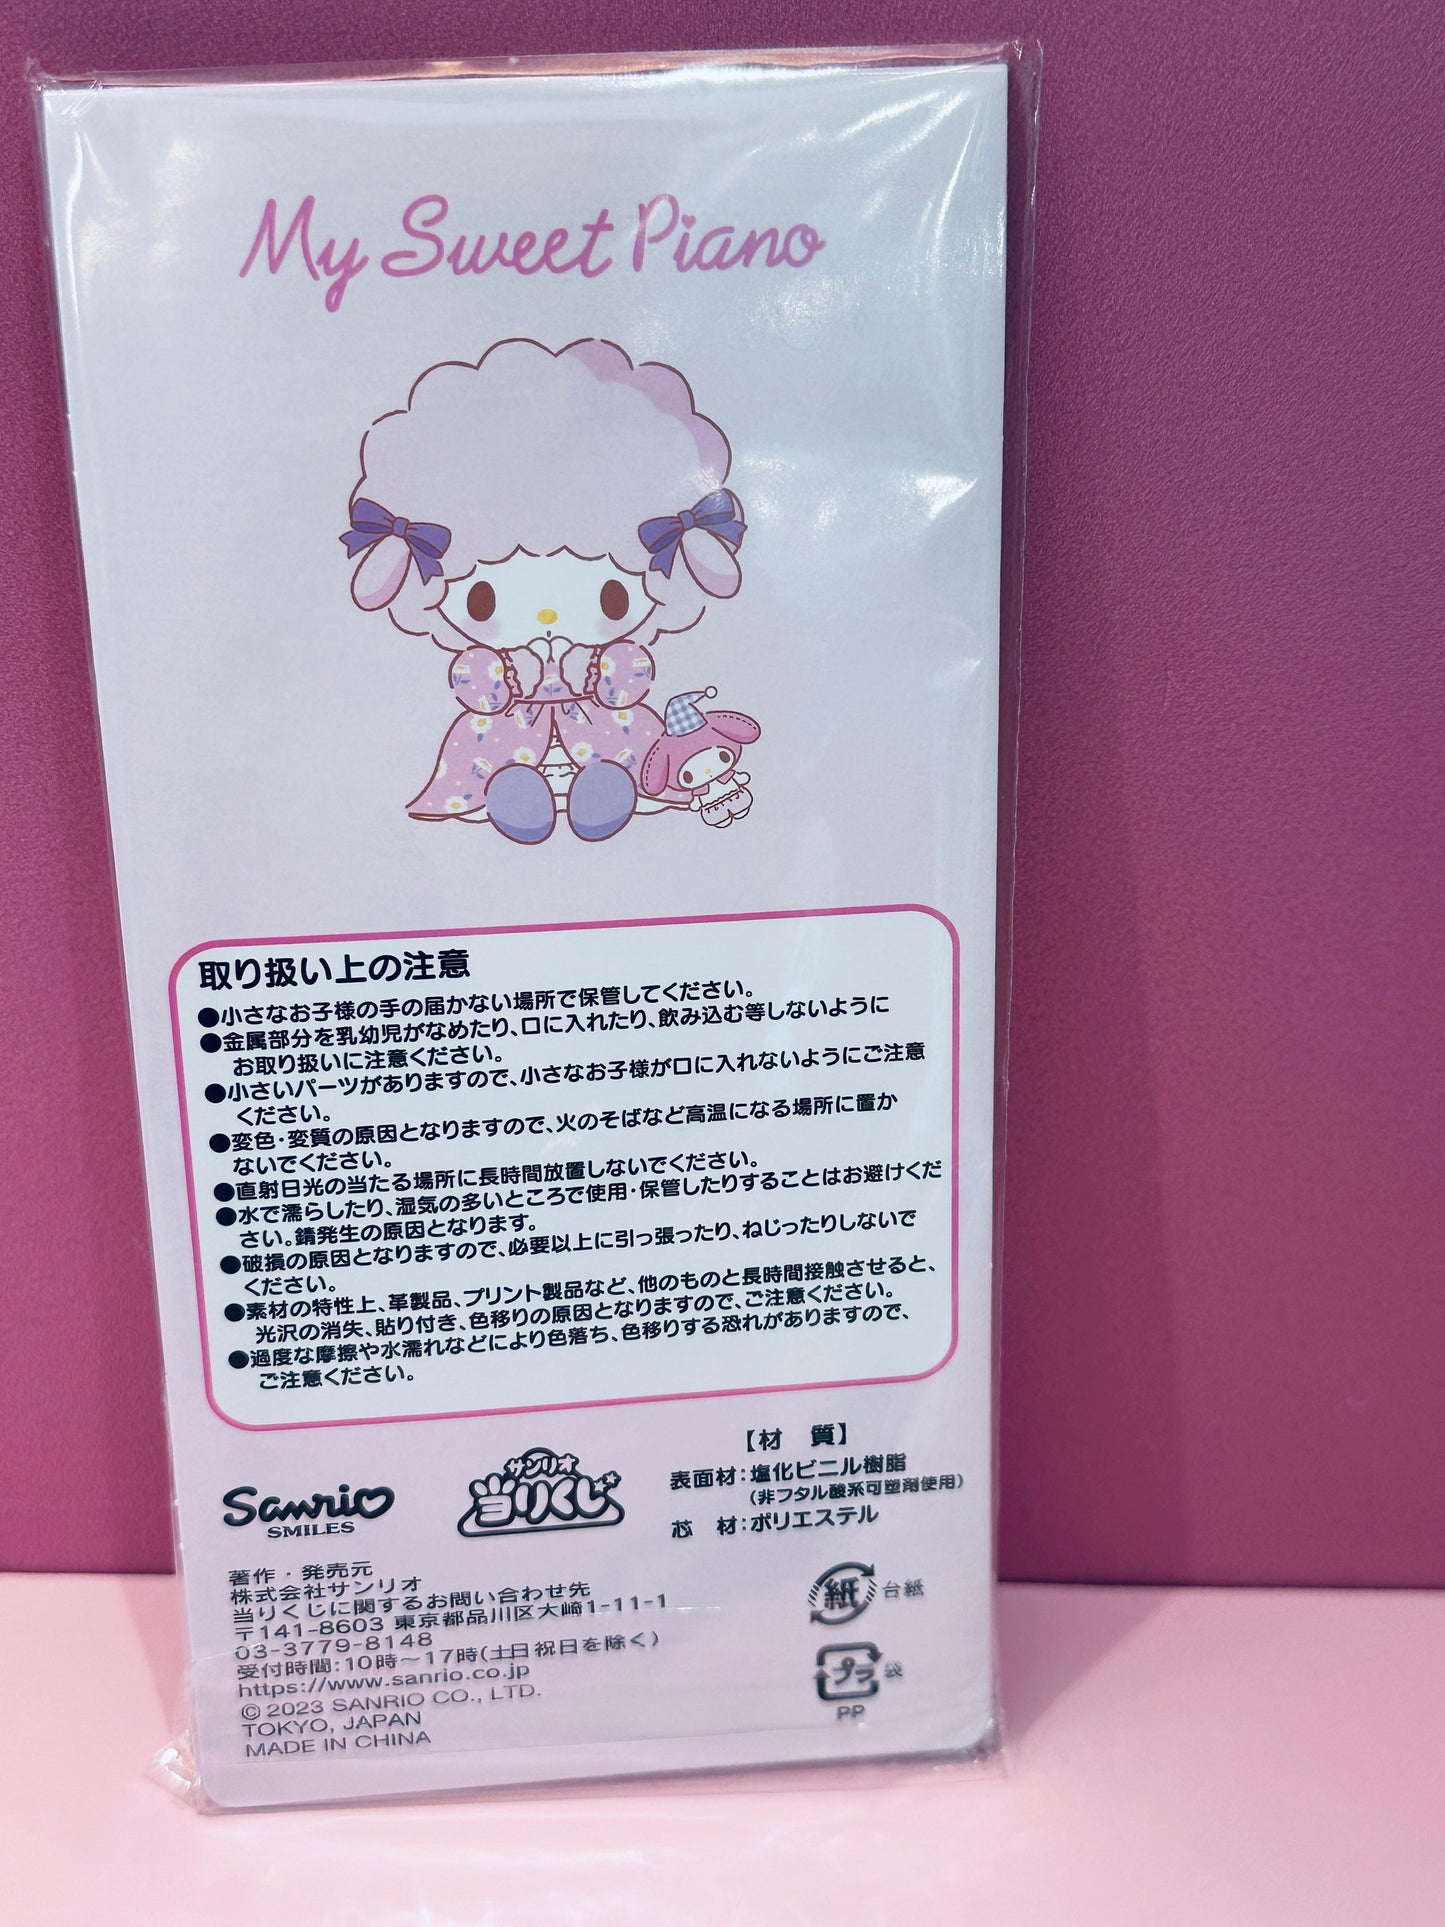 My Sweet Piano
取り扱い上の注意
●小さなお子様の手の届かない場所で保管してください。
●金属部分を乳幼児がなめたり、口に入れたり、飲み込む等しないように
お取り扱いに注意ください。
●小さいパーツがありますので、小さなお子様が口に入れないようにご注意
ください。
●変色・変質の原因となりますので、火のそばなど高温になる場所に置か
ないでください。
●直射日光の当たる場所に長時間放置しないでください。
●水で濡らしたり、湿気の多いところで使用・保管したりすることはお避けくだ
さい。錆発生の原因となります。
●破損の原因となりますので、必要以上に引っ張ったり、ねじったりしないで
ください。
●素材の特性上、革製品、プリント製品など、他のものと長時間接触させると、
光沢の消失、貼り付き、色移りの原因となりますので、ご注意ください。
●過度な摩擦や水濡れなどにより色落ち、色移りする恐れがありますので、
ご注意ください。
Sanrio
SMILES
サンリオ
当りくじ
【材　質】
表面材:塩化ビニル樹脂
(非フタル酸系可塑剤使用)
芯　材:ポリエステル
著作・発売元
株式会社サンリオ
当りくじに関するお問い合わせ先
〒141-8603 東京都品川区大崎1-11-1
03-3779-8148
受付時間:10時～17時(土日祝日を除く)
https://www.sanrio.co.jp
© 2023 SANRIO CO., LTD.
TOKYO, JAPAN
MADE IN CHINA
紙 台紙
プラ 袋
PP